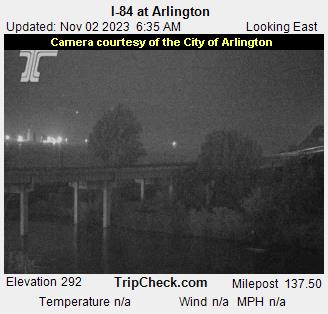 I-84 at Arlington
Updated: Nov 02 2023 6:35 AM Looking East
Camera courtesy of the City of Arlington
Elevation 292 TripCheck.com Milepost 137.50
Temperature n/a Wind n/a MPH n/a